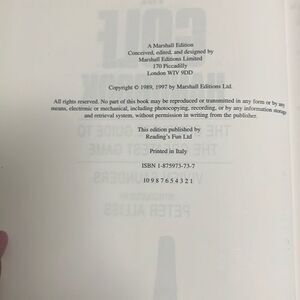 A Marshall Edition
Conceived, edited, and designed by
Marshall Editions Limited
170 Piccadilly
London W1V 9DD
Copyright © 1989, 1997 by Marshall Editions Ltd.
All rights reserved. No part of this book may be reproduced or transmitted in any form or by any
means, electronic or mechanical, including photocopying, recording, or by any information storage
and retrieval system, without permission in writing from the publisher.
This edition published by
Reading's Fun Ltd
Printed in Italy
ISBN 1-875973-73-7
10 9 8 7 6 5 4 3 2 1